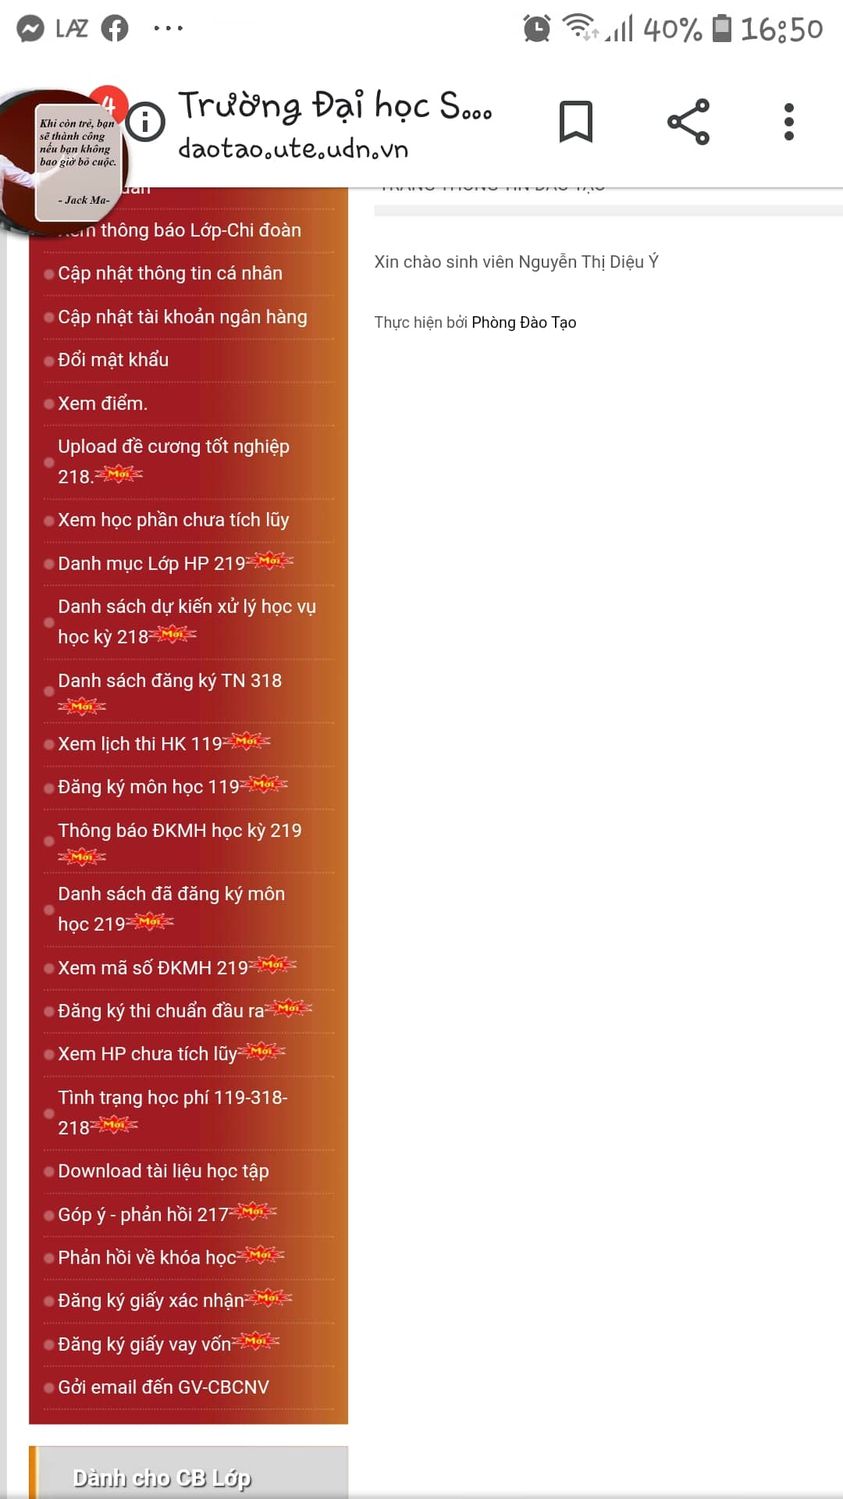 LAZ
40%
16:50
4
Trường Đại học S...
daotao.ute.udn.vn
Khi còn trẻ, bạn
sẽ thành công
nếu bạn không
bao giờ bỏ cuộc.
- Jack Ma-
thông báo Lớp-Chi đoàn
Cập nhật thông tin cá nhân
Cập nhật tài khoản ngân hàng
Đổi mật khẩu
Xem điểm.
Upload đề cương tốt nghiệp
218. Mới
Xem học phần chưa tích lũy
Danh mục Lớp HP 219 Mới
Danh sách dự kiến xử lý học vụ
học kỳ 218 Mới
Danh sách đăng ký TN 318
Mới
Xem lịch thi HK 119 Mới
Đăng ký môn học 119 Mới
Thông báo ĐKMH học kỳ 219
Mới
Danh sách đã đăng ký môn
học 219 Mới
Xem mã số ĐKMH 219 Mới
Đăng ký thi chuẩn đầu ra Mới
Xem HP chưa tích lũy Mới
Tình trạng học phí 119-318-
218 Mới
Download tài liệu học tập
Góp ý - phản hồi 217 Mới
Phản hồi về khóa học Mới
Đăng ký giấy xác nhận Mới
Đăng ký giấy vay vốn Mới
Gởi email đến GV-CBCNV
Dành cho CB Lớp
TRANG THÔNG TIN ĐÀO TẠO
Xin chào sinh viên Nguyễn Thị Diệu Ý
Thực hiện bởi Phòng Đào Tạo